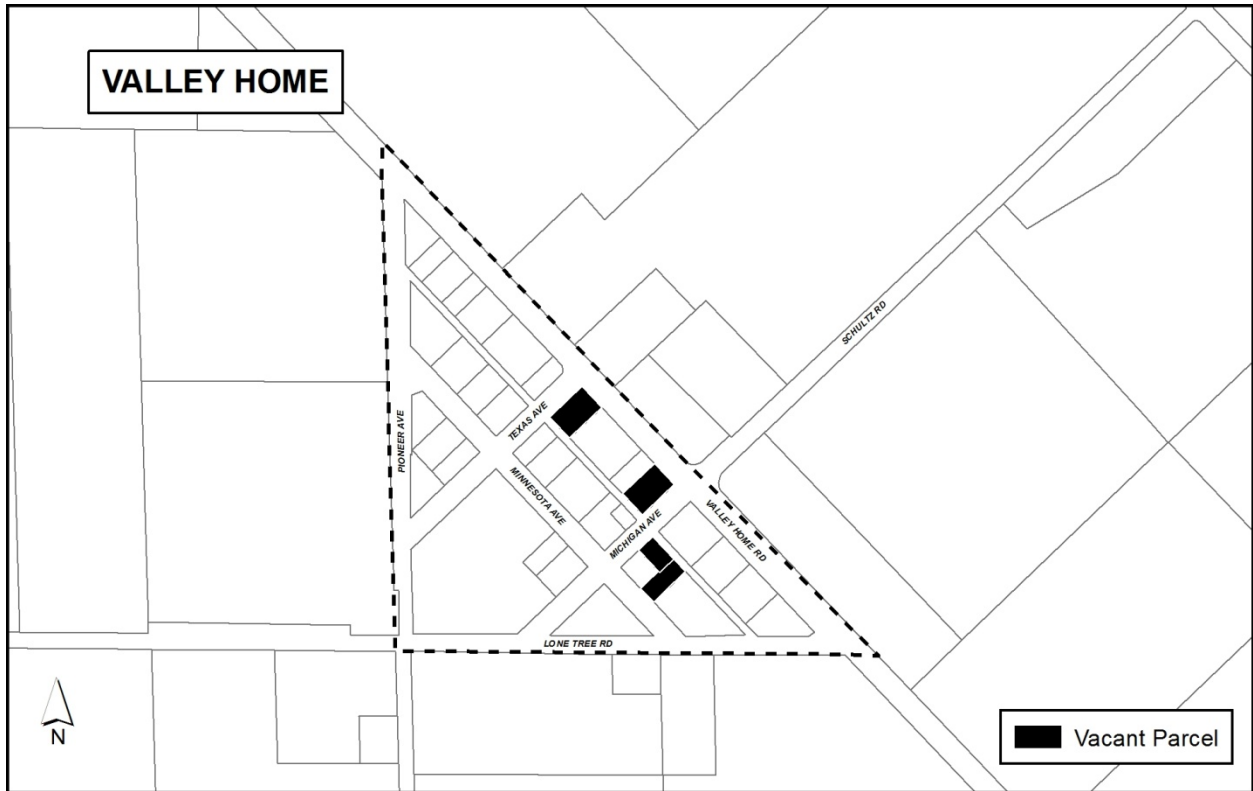 VALLEY HOME
SCHULTZ RD
TEXAS AVE
PIONEER AVE
MINNESOTA AVE
MICHIGAN AVE
VALLEY HOME RD
LONE TREE RD
N
Vacant Parcel